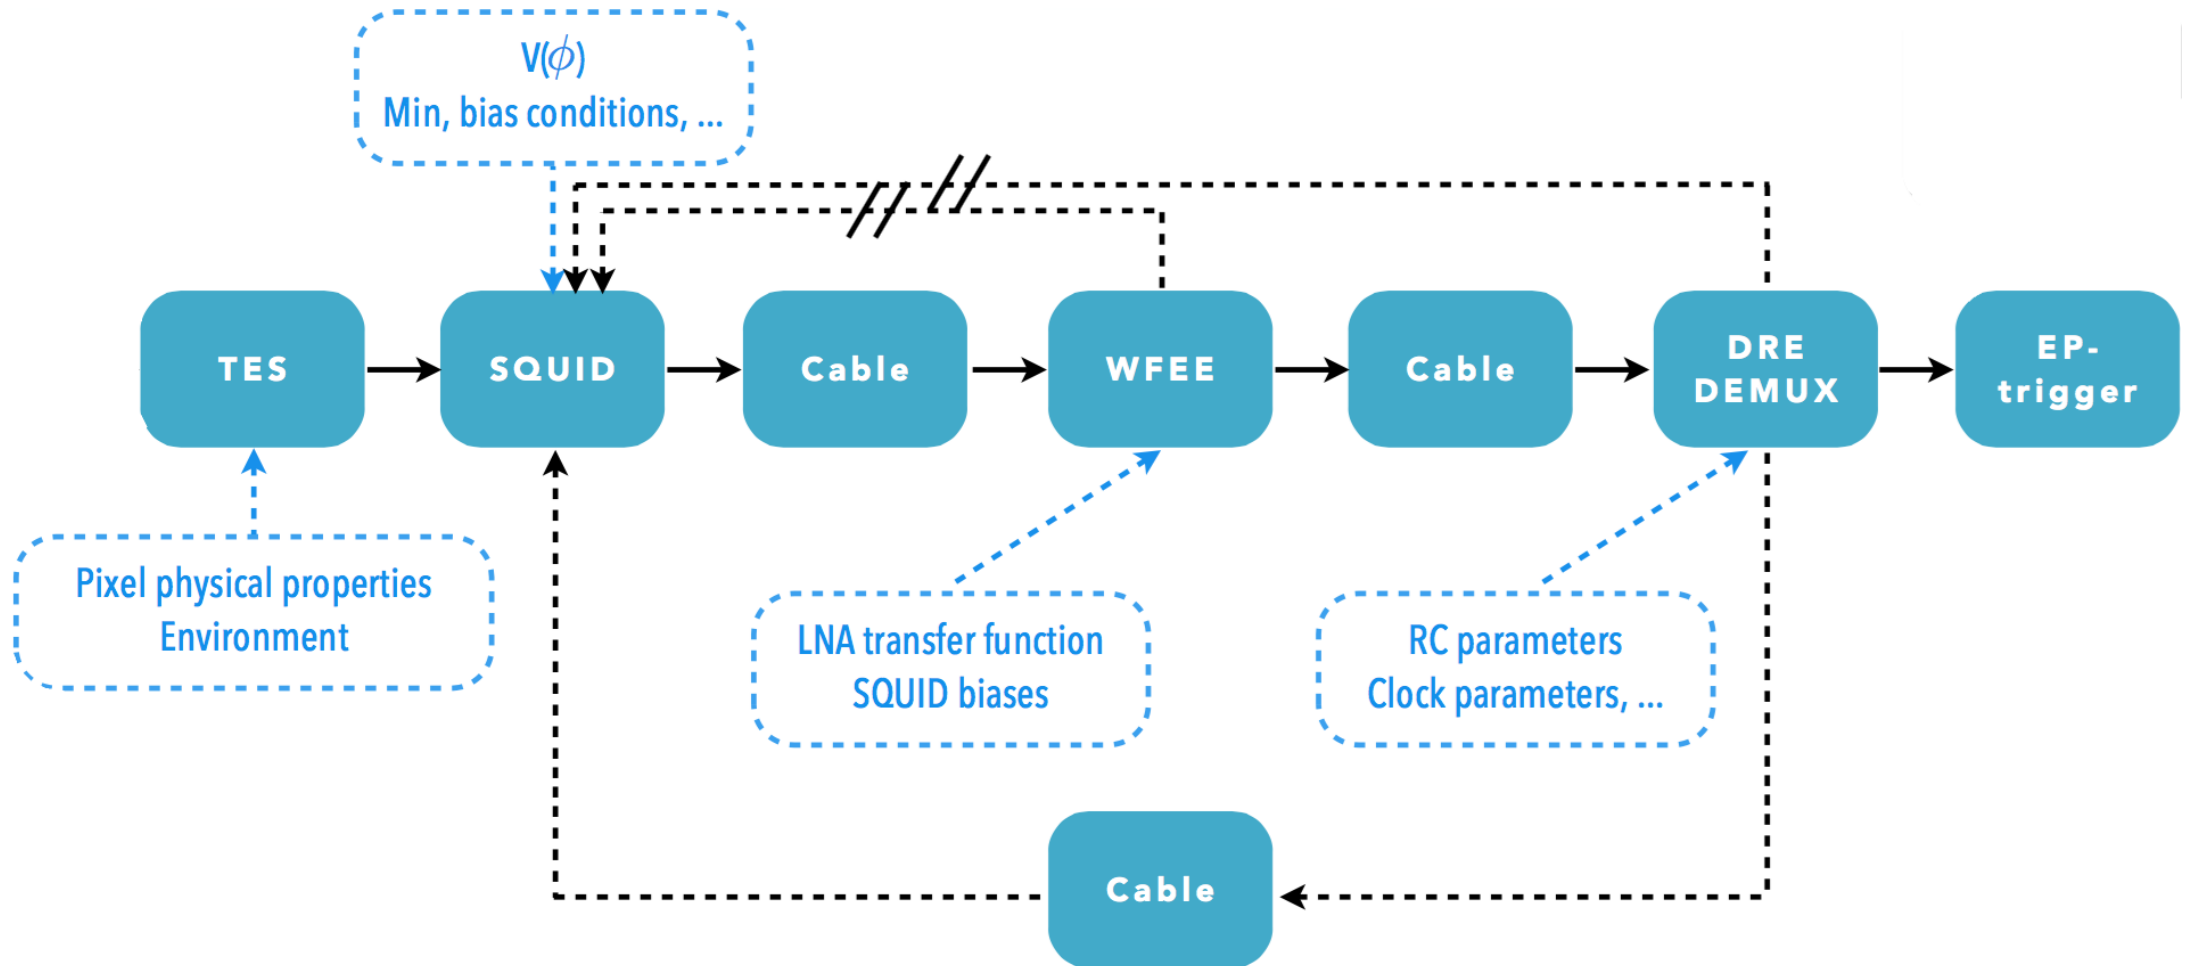 V(ϕ)
Min, bias conditions, ...
TES
SQUID
Cable
WFEE
Cable
DRE
DEMUX
EP-
trigger
Pixel physical properties
Environment
LNA transfer function
SQUID biases
RC parameters
Clock parameters, ...
Cable